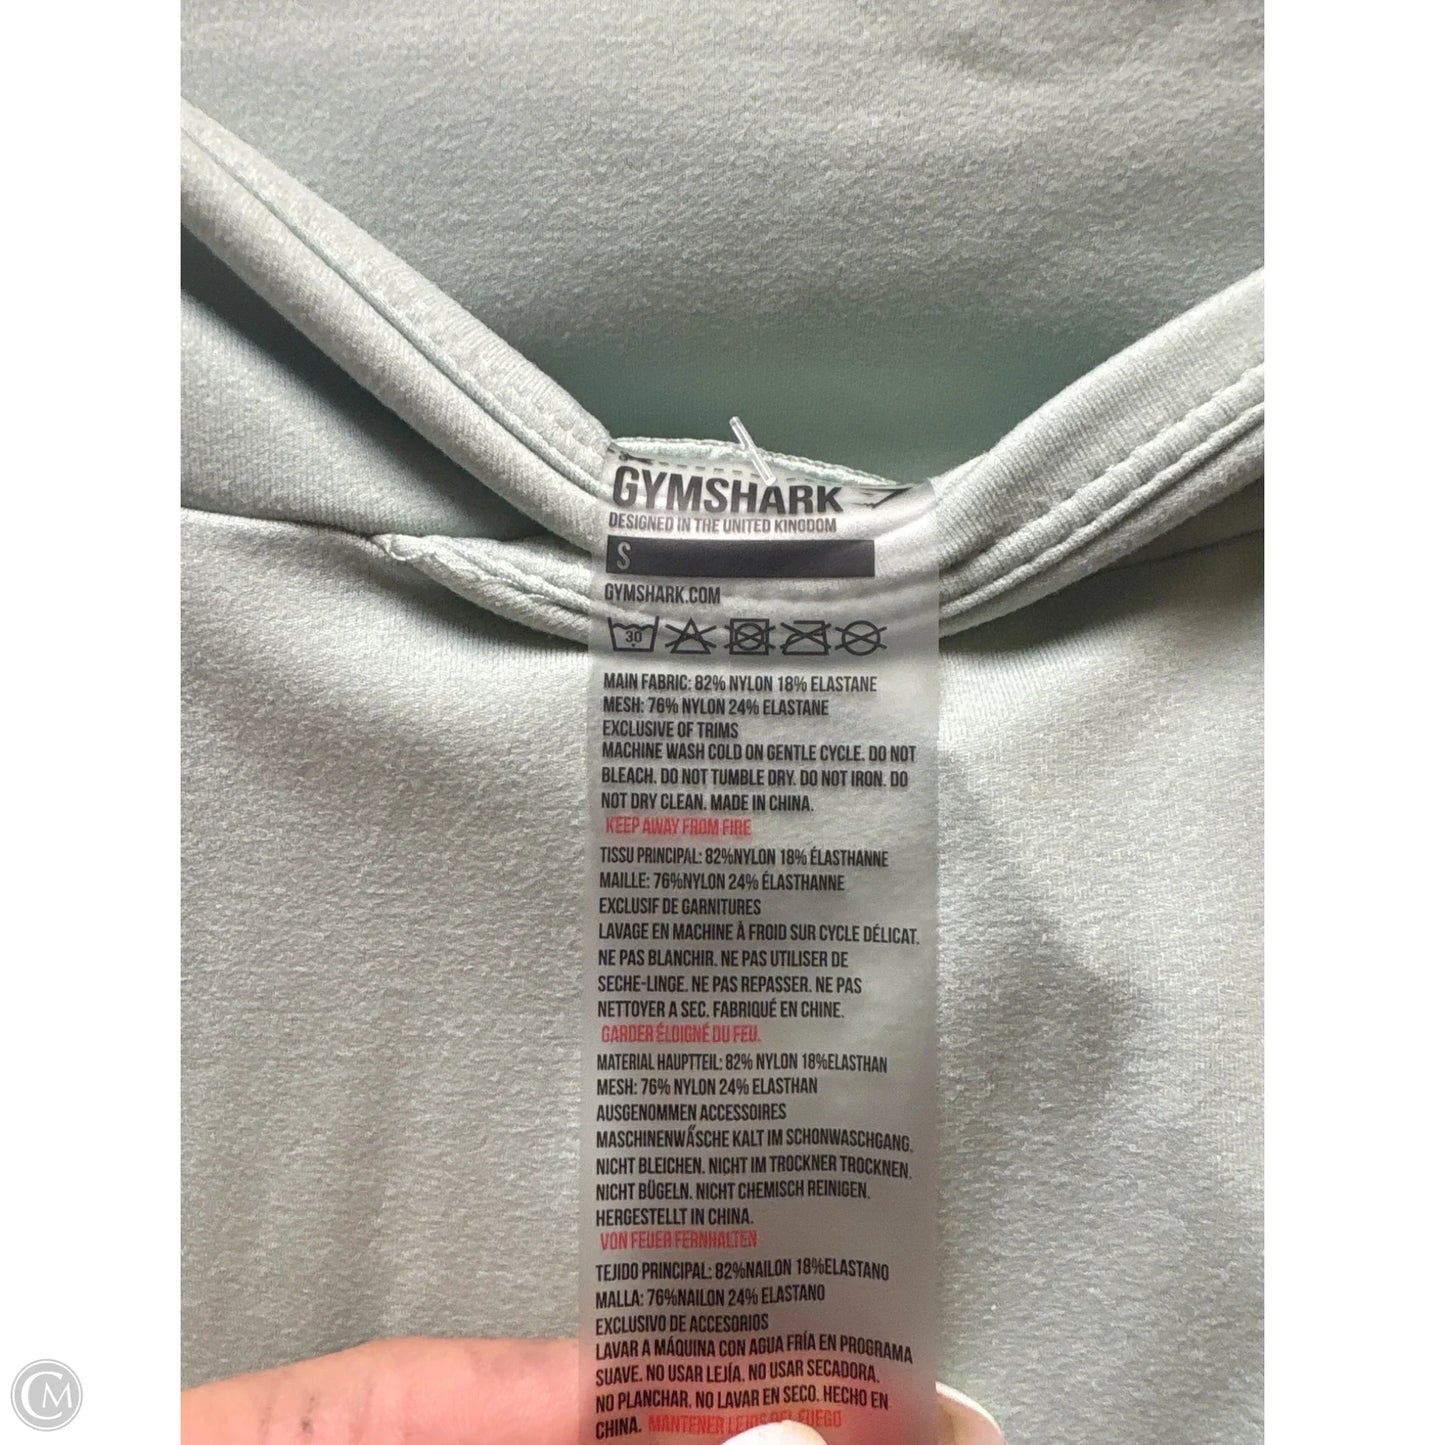 GYMSHARK
DESIGNED IN THE UNITED KINGDOM
S
GYMSHARK.COM
30
MAIN FABRIC: 82% NYLON 18% ELASTANE
MESH: 76% NYLON 24% ELASTANE
EXCLUSIVE OF TRIMS
MACHINE WASH COLD ON GENTLE CYCLE. DO NOT
BLEACH. DO NOT TUMBLE DRY. DO NOT IRON. DO
NOT DRY CLEAN. MADE IN CHINA.
KEEP AWAY FROM FIRE
TISSU PRINCIPAL: 82%NYLON 18% ÉLASTHANNE
MAILLE: 76%NYLON 24% ÉLASTHANNE
EXCLUSIF DE GARNITURES
LAVAGE EN MACHINE À FROID SUR CYCLE DÉLICAT.
NE PAS BLANCHIR. NE PAS UTILISER DE
SECHE-LINGE. NE PAS REPASSER. NE PAS
NETTOYER A SEC. FABRIQUÉ EN CHINE.
GARDER ÉLOIGNÉ DU FEU.
MATERIAL HAUPTTEIL: 82% NYLON 18%ELASTHAN
MESH: 76% NYLON 24% ELASTHAN
AUSGENOMMEN ACCESSOIRES
MASCHINENWÄSCHE KALT IM SCHONWASCHGANG.
NICHT BLEICHEN. NICHT IM TROCKNER TROCKNEN.
NICHT BÜGELN. NICHT CHEMISCH REINIGEN.
HERGESTELLT IN CHINA.
VON FEUER FERNHALTEN
TEJIDO PRINCIPAL: 82%NAILON 18%ELASTANO
MALLA: 76%NAILON 24% ELASTANO
EXCLUSIVO DE ACCESORIOS
LAVAR A MÁQUINA CON AGUA FRÍA EN PROGRAMA
SUAVE. NO USAR LEJÍA. NO USAR SECADORA.
NO PLANCHAR. NO LAVAR EN SECO. HECHO EN
CHINA. MANTENER LEJOS DEL FUEGO
CM